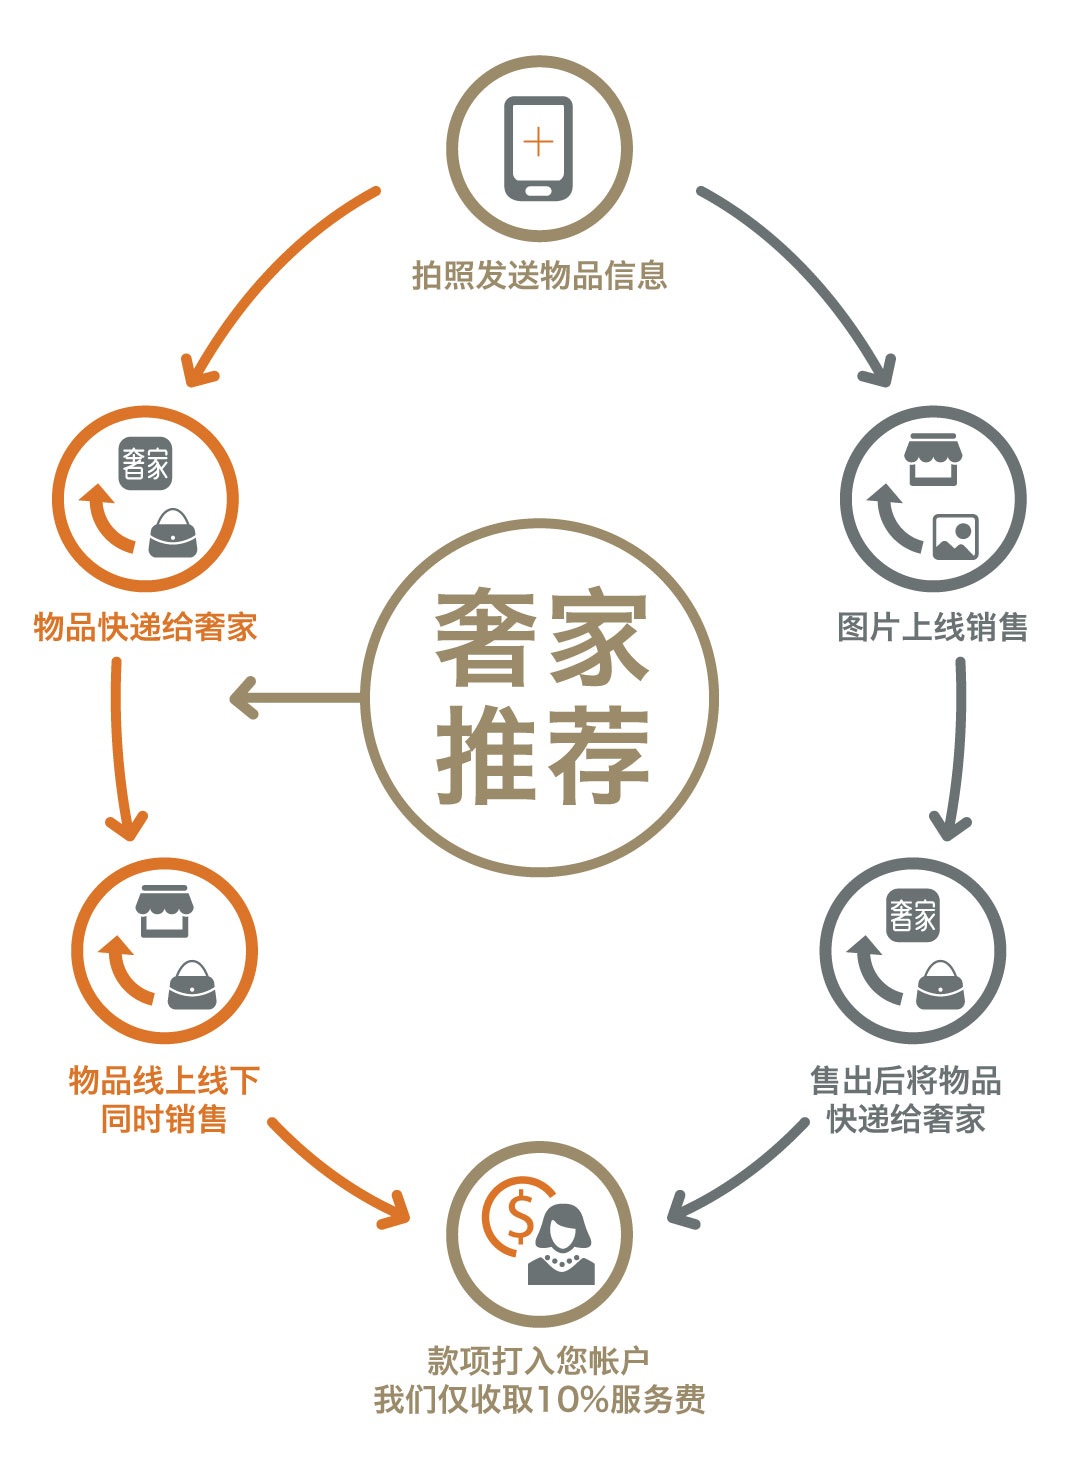 拍照发送物品信息
奢家
物品快递给奢家
图片上线销售
奢家
推荐
奢家
物品线上线下
同时销售
售出后将物品
快递给奢家
款项打入您帐户
我们仅收取10%服务费